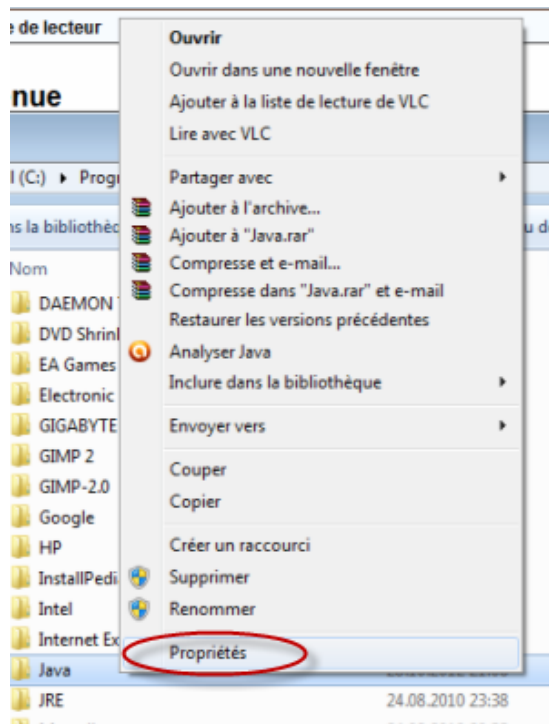 de lecteur
Ouvrir
Ouvrir dans une nouvelle fenêtre
nue
Ajouter à la liste de lecture de VLC
Lire avec VLC
(C:) ▸ Progr
Partager avec
Ajouter à l'archive...
ns la bibliothèq
Ajouter à "Java.rar"
u d
Nom
Compresse et e-mail...
DAEMON
Compresse dans "Java.rar" et e-mail
DVD Shrin
Restaurer les versions précédentes
EA Games
Analyser Java
Electronic
Inclure dans la bibliothèque
GIGABYTE
Envoyer vers
GIMP 2
GIMP-2.0
Couper
Google
Copier
HP
Créer un raccourci
InstallPedi
Supprimer
Intel
Renommer
Internet Ex
Propriétés
Java
JRE 24.08.2010 23:38